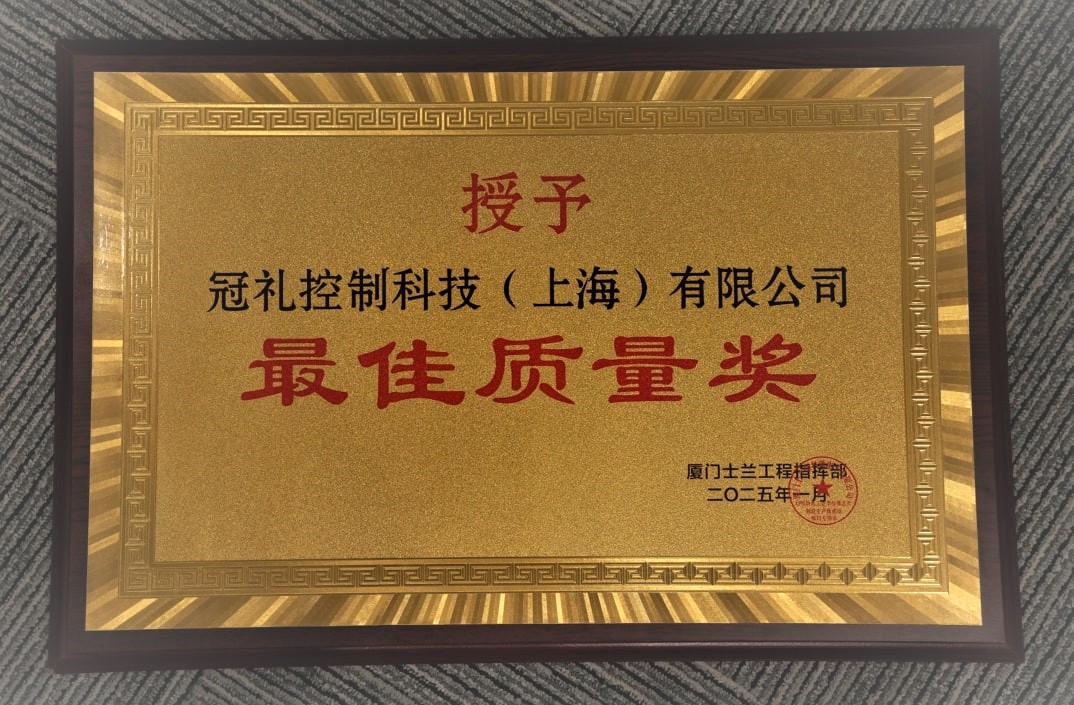 授予
冠礼控制科技（上海）有限公司
最佳质量奖
厦门士兰工程指挥部
二〇二五年一月